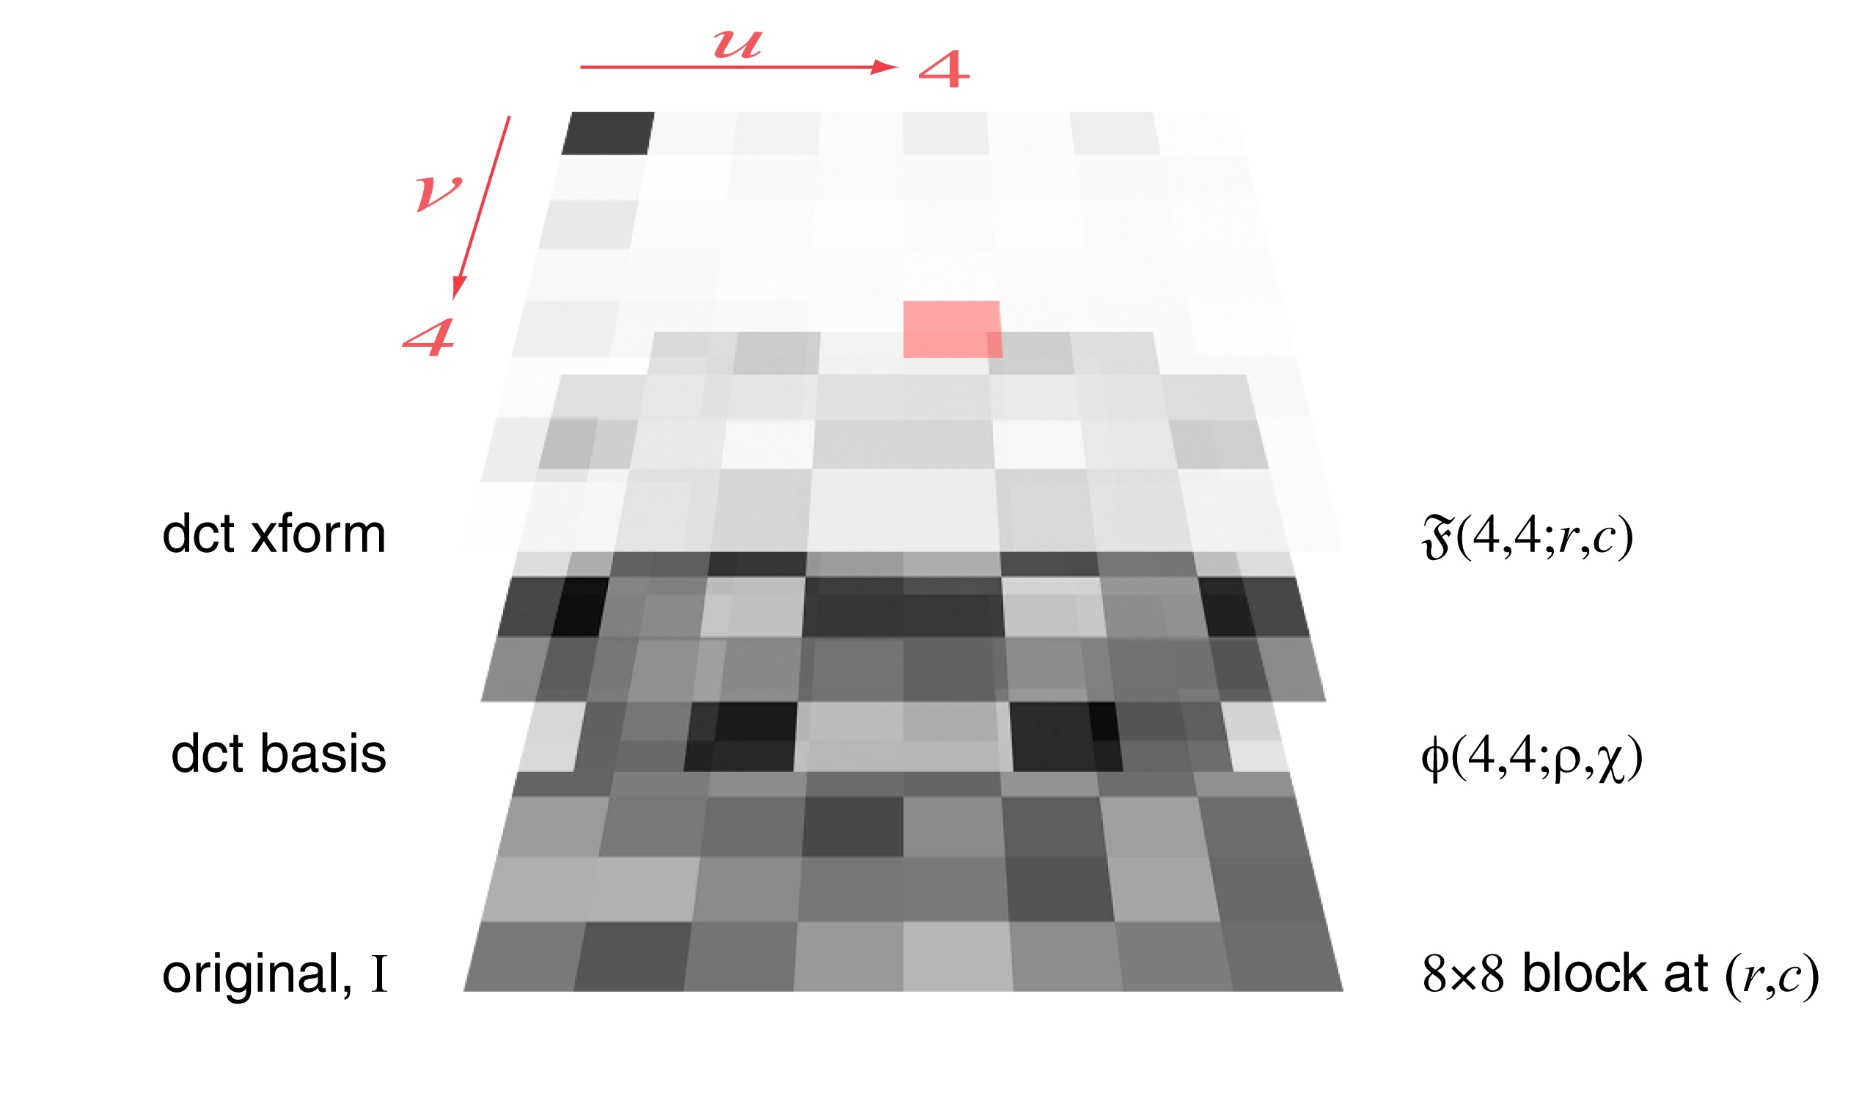 u
4
v
4
dct xform
𝔉(4,4;r,c)
dct basis
ϕ(4,4;ρ,χ)
original, I
8×8 block at (r,c)